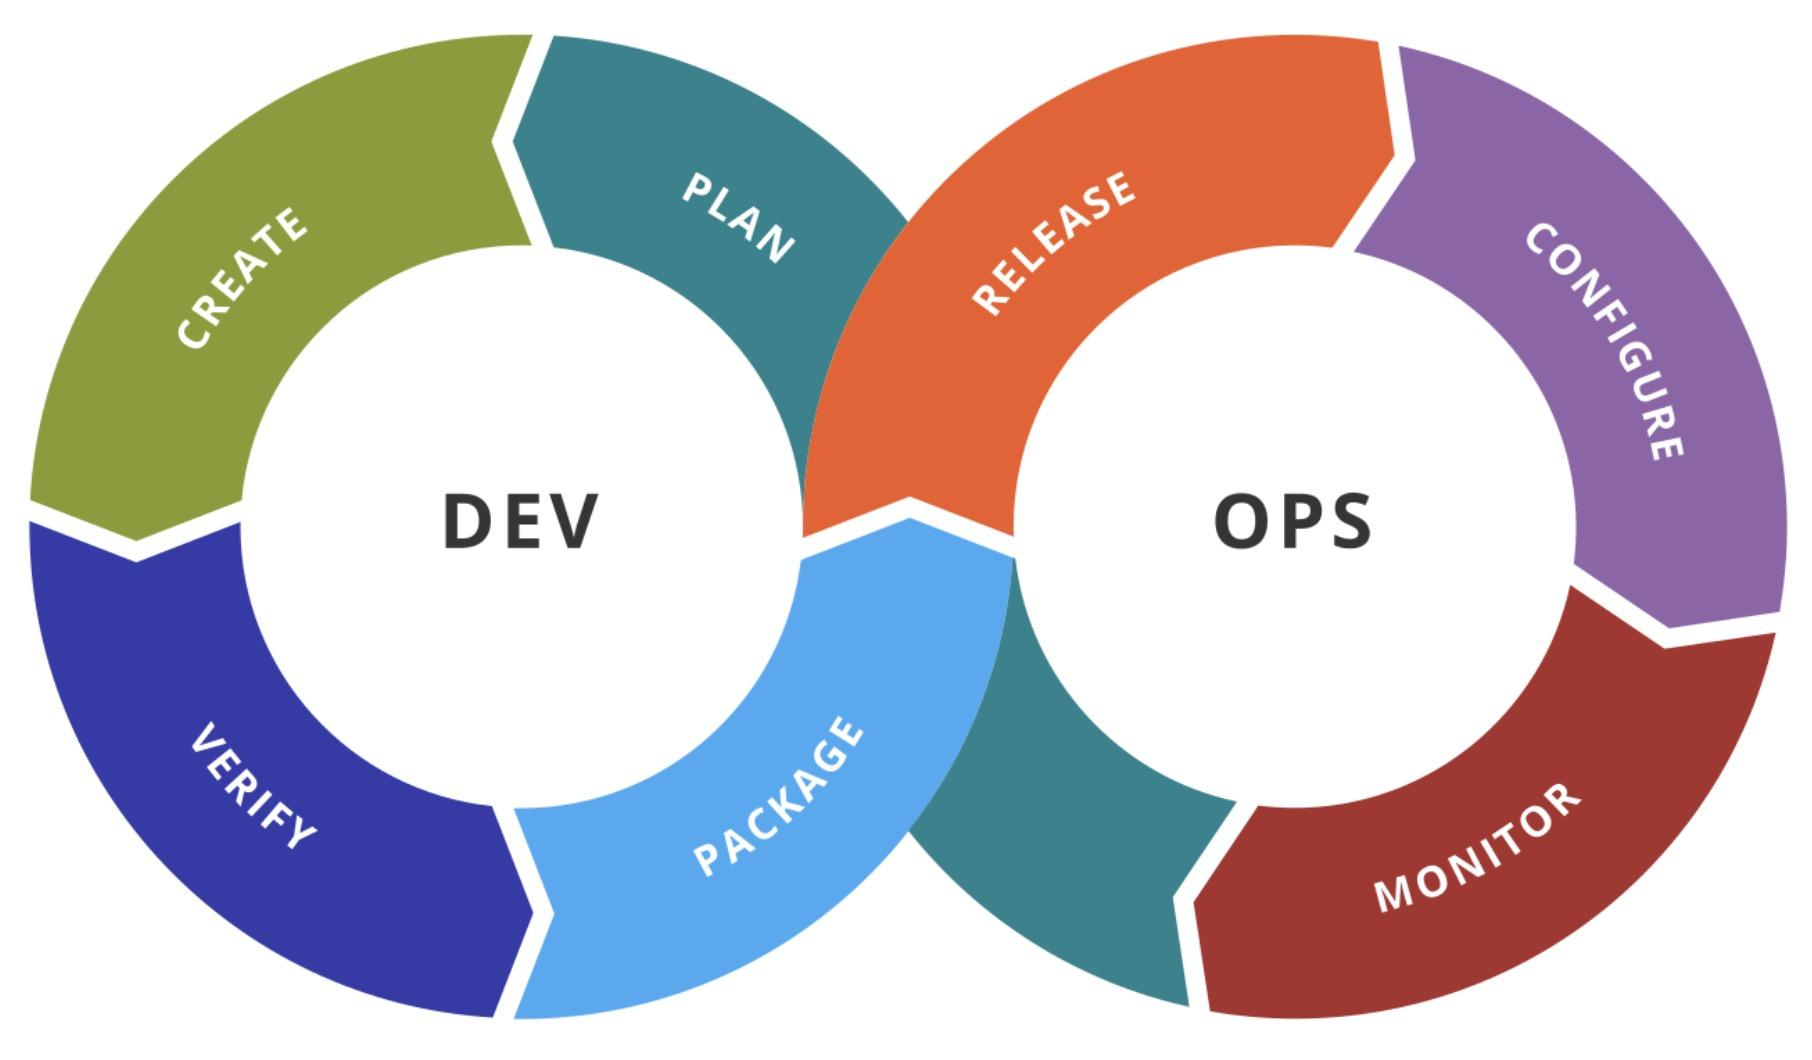 CREATE
PLAN
RELEASE
CONFIGURE
DEV
OPS
VERIFY
PACKAGE
MONITOR